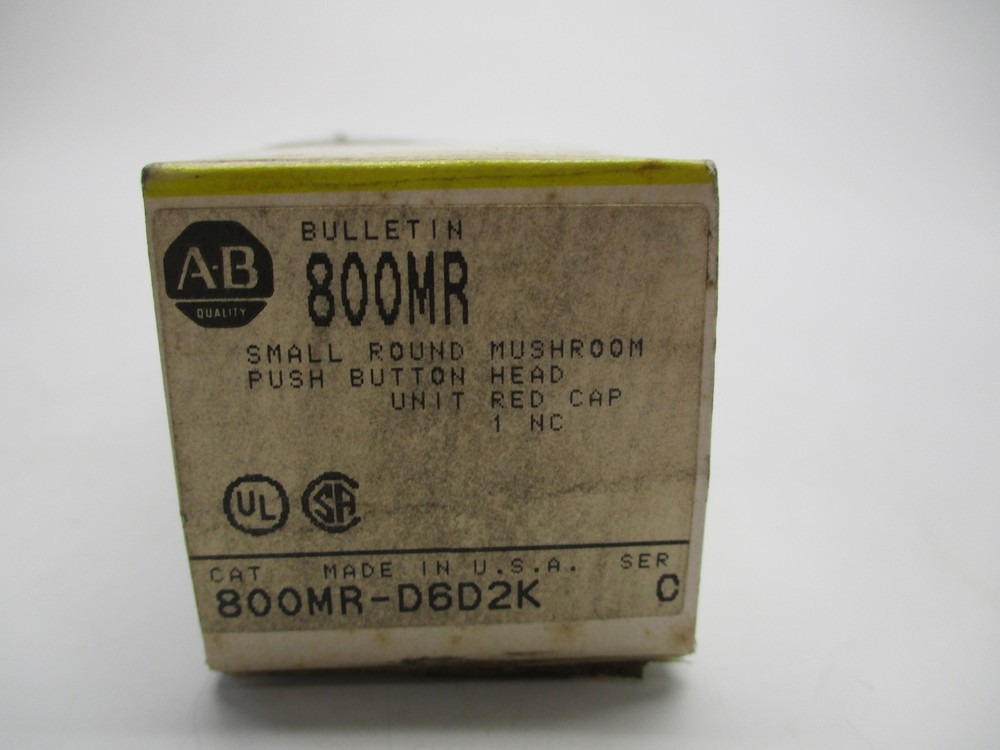 A-B
QUALITY
BULLETIN
800MR
SMALL ROUND MUSHROOM
PUSH BUTTON HEAD
UNIT RED CAP
1 NC
UL
SA
CAT MADE IN U.S.A. SER
800MR-D6D2K C